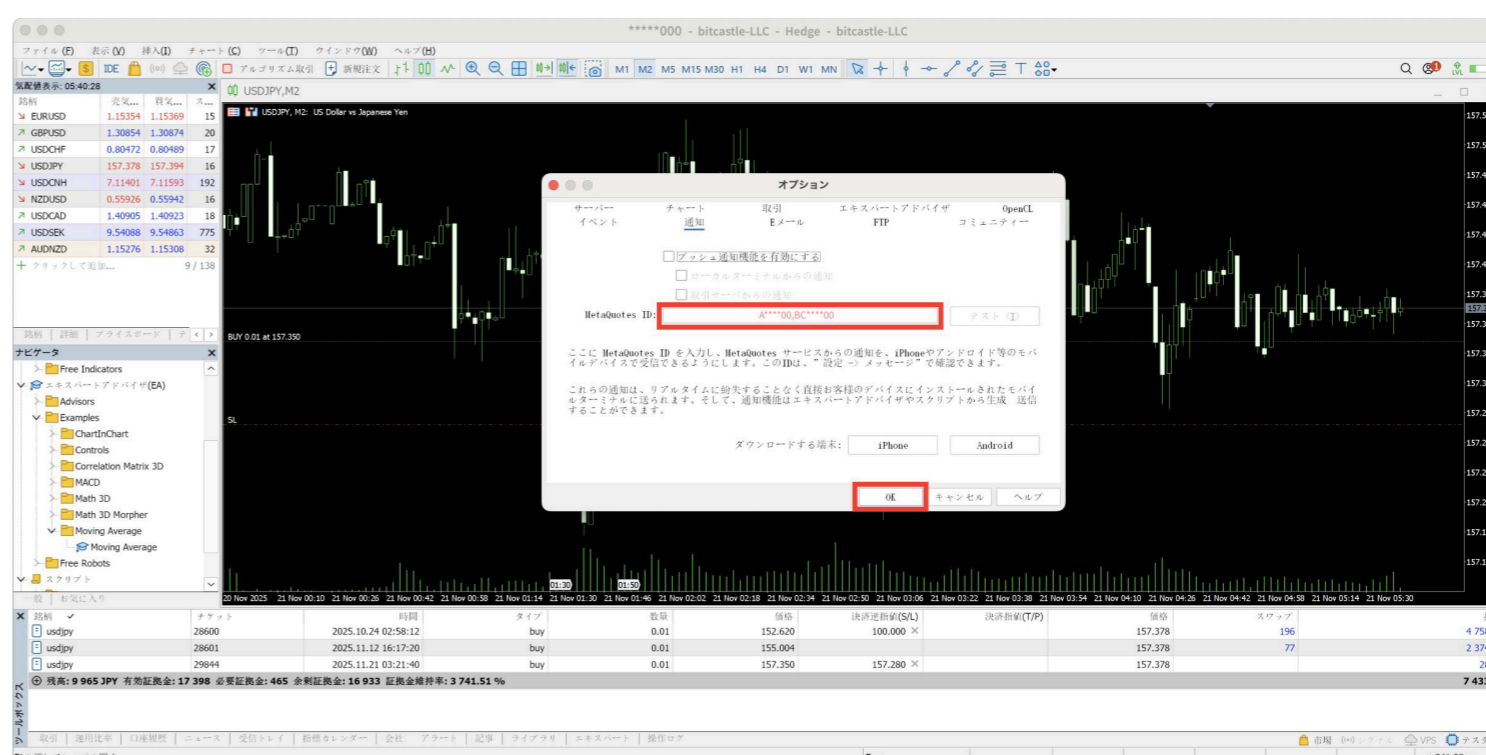 *****000 - bitcastle-LLC - Hedge - bitcastle-LLC
ファイル(F) 表示(V) 挿入(I) チャート(C) ツール(T) ウインドウ(W) ヘルプ(H)
IDE アルゴリズム取引 新規注文 M1 M2 M5 M15 M30 H1 H4 D1 W1 MN LVL
気配値表示: 05:40:28
銘柄 売気... 買気... ス...
EURUSD 1.15354 1.15369 15
GBPUSD 1.30854 1.30874 20
USDCHF 0.80472 0.80489 17
USDJPY 157.378 157.394 16
USDCNH 7.11401 7.11593 192
NZDUSD 0.55926 0.55942 16
USDCAD 1.40905 1.40923 18
USDSEK 9.54088 9.54863 775
AUDNZD 1.15276 1.15308 32
クリックして追加... 9 / 138
銘柄 詳細 プライスボード
ナビゲータ
Free Indicators
エキスパートアドバイザ(EA)
Advisors
Examples
ChartInChart
Controls
Correlation Matrix 3D
MACD
Math 3D
Math 3D Morpher
Moving Average
Moving Avera
Free Robots
スクリプト
一般 お気に入り
USDJPY,M2
USDJPY, M2: US Dollar vs Japanese Yen
BUY 0.01 at 157.350
SL
オプション
サーバー チャート 取引 エキスパートアドバイザ OpenCL
イベント 通知 Eメール FTP コミュニティー
プッシュ通知機能を有効にする
ローカルターミナルからの通知
取引サーバからの通知
MetaQuotes ID: A****00,BC****00 テスト (I)
ここに MetaQuotes ID を入力し、MetaQuotes サービスからの通知を、iPhoneやアンドロイド等のモバ
イルデバイスで受信できるようにします。このIDは、"設定 -> メッセージ"で確認できます。
これらの通知は、リアルタイムに紛失することなく直接お客様のデバイスにインストールされたモバイ
ルターミナルに送られます。そして、通知機能はエキスパートアドバイザやスクリプトから生成 送信
することができます。
ダウンロードする端末: iPhone Android
OK キャンセル ヘルプ
01:30 01:50
20 Nov 2025 21 Nov 00:10 21 Nov 00:26 21 Nov 00:42 21 Nov 00:58 21 Nov 01:14 21 Nov 01:30 21 Nov 01:46 21 Nov 02:02 21 Nov 02:18 21 Nov 02:34 21 Nov 02:50 21 Nov 03:06 21 Nov 03:22 21 Nov 03:38 21 Nov 03:54 21 Nov 04:10 21 Nov 04:26 21 Nov 04:42 21 Nov 04:58 21 Nov 05:14 21 Nov 05:30
銘柄 チケット 時間 タイプ 数量 価格 決済逆指値(S/L) 決済指値(T/P) 価格 スワップ
usdjpy 28600 2025.10.24 02:58:12 buy 0.01 152.620 100.000 157.378 196 4 75
usdjpy 28601 2025.11.12 16:17:20 buy 0.01 155.004 157.378 77 2 37
usdjpy 29844 2025.11.21 03:21:40 buy 0.01 157.350 157.280 157.378
残高: 9 965 JPY 有効証拠金: 17 398 必要証拠金: 465 余剰証拠金: 16 933 証拠金維持率: 3 741.51 % 7 433
ツールボックス
取引 運用比率 口座履歴 ニュース 受信トレイ 指標カレンダー 会社 アラート 記事 ライブラリ エキスパート 操作ログ
市場 シグナル VPS テスタ